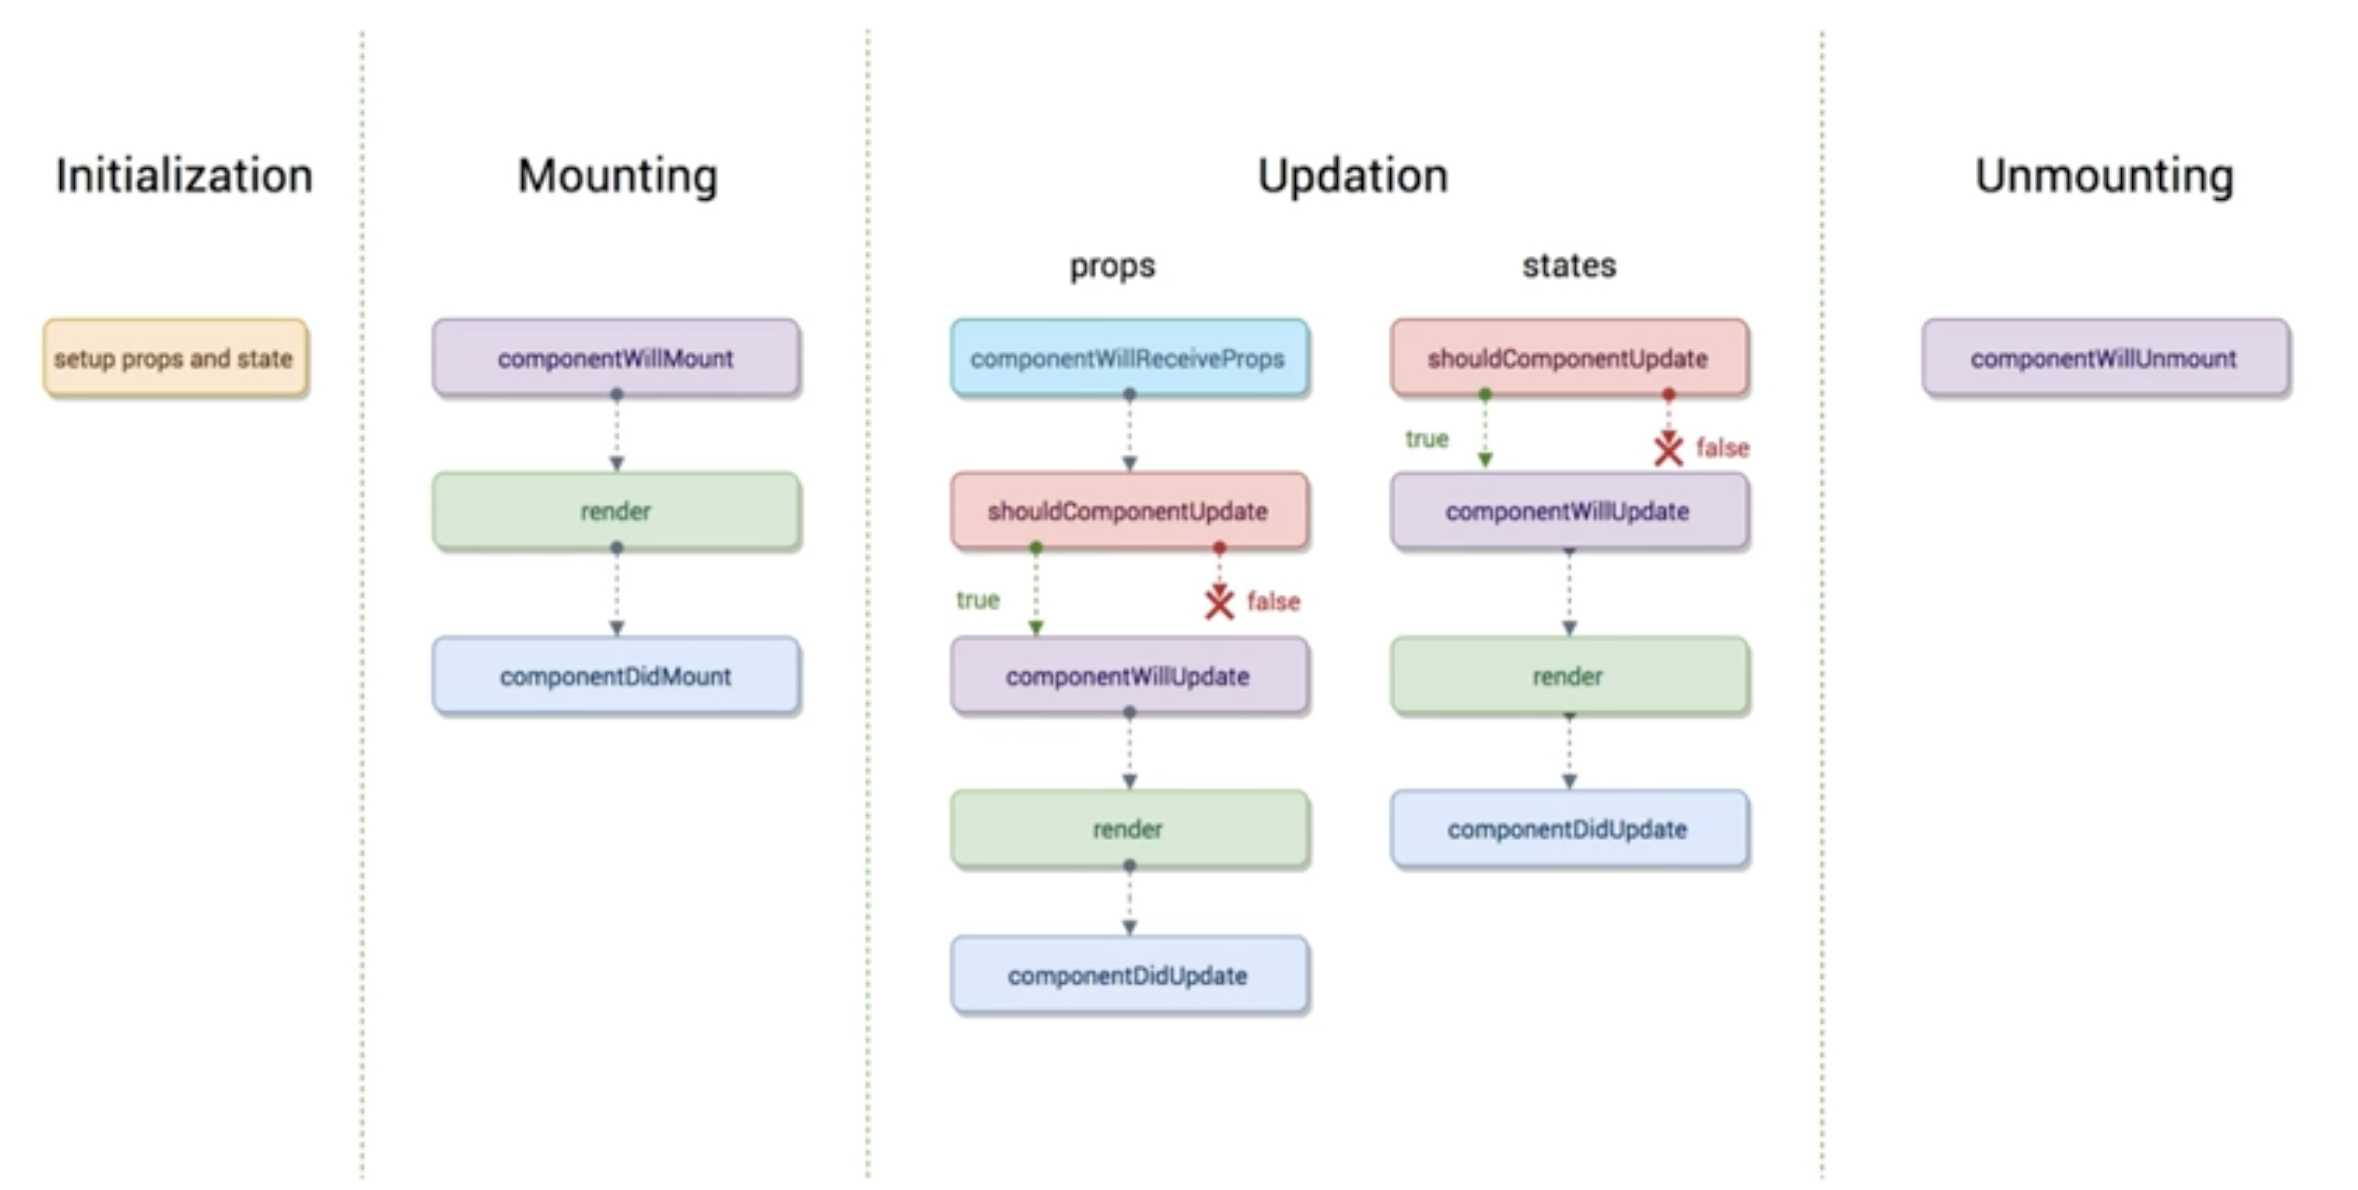 Initialization
Mounting
Updation
Unmounting
props
states
setup props and state
componentWillMount
componentWillReceiveProps
shouldComponentUpdate
componentWillUnmount
true
false
render
shouldComponentUpdate
componentWillUpdate
true
false
componentDidMount
componentWillUpdate
render
render
componentDidUpdate
componentDidUpdate